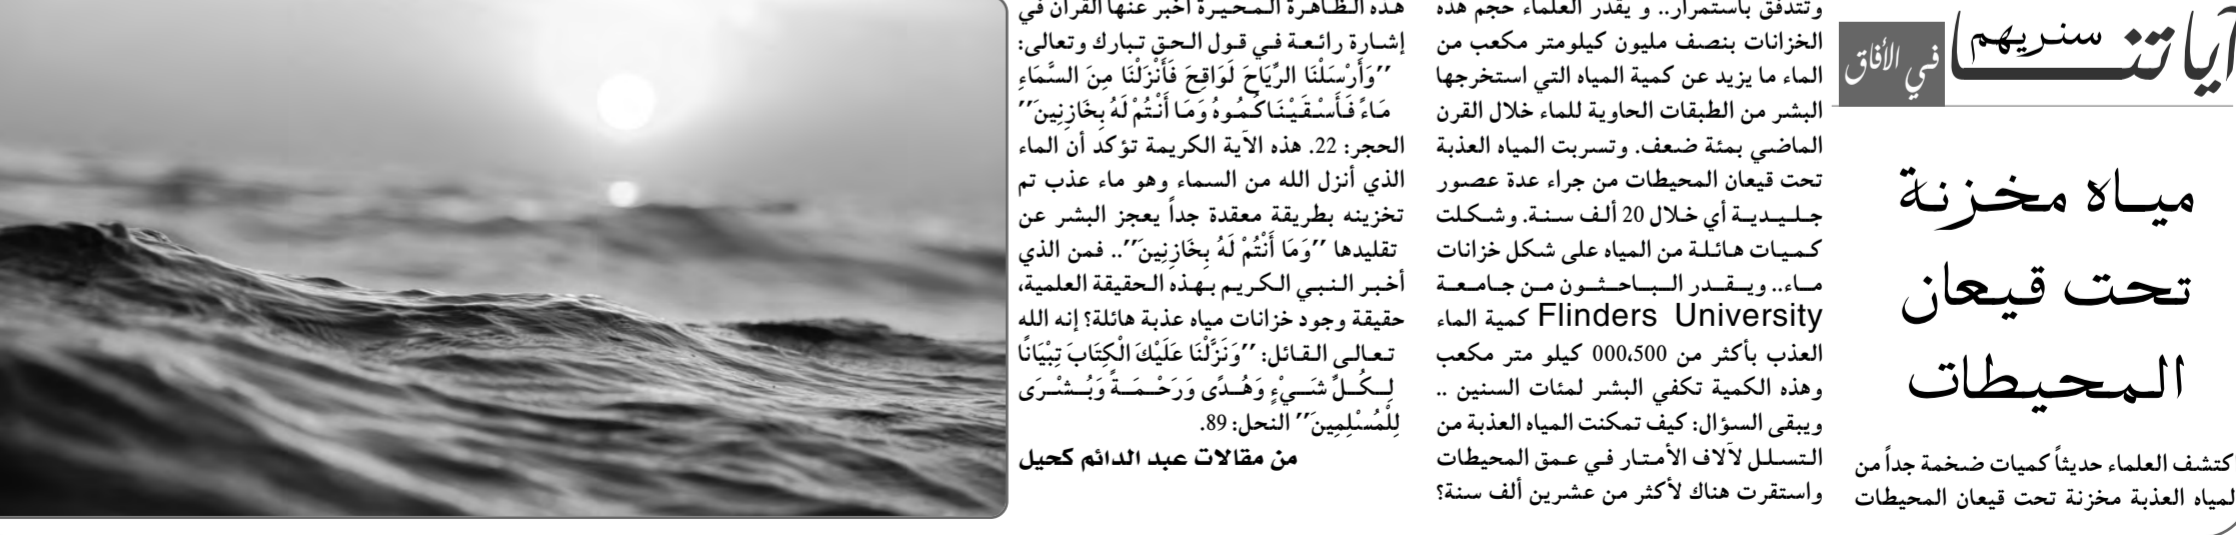 سنريهم آياتنا
في الأفاق
ميـاه مخـزنة
تحت قيـعان
المـحيـطات
كتشف العلماء حديثاً كميات ضخمة جداً من
لمياه العذبة مخزنة تحت قيعان المحيطات
وتتدفق باستمرار.. و يقدر العلماء حجم هذه
الخزانات بنصف مليون كيلومتر مكعب من
الماء ما يزيد عن كمية المياه التي استخرجها
البشر من الطبقات الحاوية للماء خلال القرن
الماضي بمئة ضعف. وتسربت المياه العذبة
تحت قيعان المحيطات من جراء عدة عصور
جليدية أي خلال 20 ألف سنة. وشكلت
كميات هائلة من المياه على شكل خزانات
ماء.. ويقدر الباحثون من جامعة
Flinders University كمية الماء
العذب بأكثر من 500،000 كيلو متر مكعب
وهذه الكمية تكفي البشر لمئات السنين ..
ويبقى السؤال: كيف تمكنت المياه العذبة من
التسلل لآلاف الأمتار في عمق المحيطات
واستقرت هناك لأكثر من عشرين ألف سنة؟
هذه الظاهرة المحيرة أخبر عنها القرآن في
إشارة رائعة في قول الحق تبارك وتعالى:
’’وَأَرْسَلْنَا الرِّيَاحَ لَوَاقِحَ فَأَنْزَلْنَا مِنَ السَّمَاءِ
مَاءً فَأَسْقَيْنَاكُمُوهُ وَمَا أَنْتُمْ لَهُ بِخَازِنِينَ’’
الحجر: 22. هذه الآية الكريمة تؤكد أن الماء
الذي أنزل الله من السماء وهو ماء عذب تم
تخزينه بطريقة معقدة جداً يعجز البشر عن
تقليدها ’’وَمَا أَنْتُمْ لَهُ بِخَازِنِينَ’’.. فمن الذي
أخبر النبي الكريم بهذه الحقيقة العلمية،
حقيقة وجود خزانات مياه عذبة هائلة؟ إنه الله
تعالى القائل: ’’وَنَزَّلْنَا عَلَيْكَ الْكِتَابَ تِبْيَانًا
لِكُلِّ شَيْءٍ وَهُدًى وَرَحْمَةً وَبُشْرَى
لِلْمُسْلِمِينَ’’ النحل: 89.
من مقالات عبد الدائم كحيل